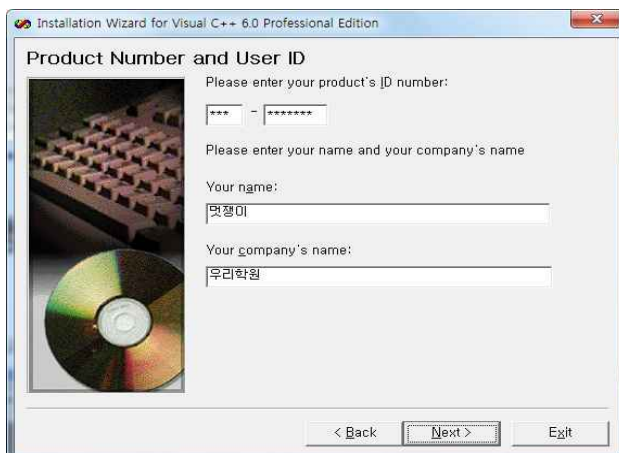 Installation Wizard for Visual C++ 6.0 Professional Edition
Product Number and User ID
Please enter your product's ID number:
*** - *******
Please enter your name and your company's name
Your name:
멋쟁이
Your company's name:
우리학원
< Back
Next >
Exit